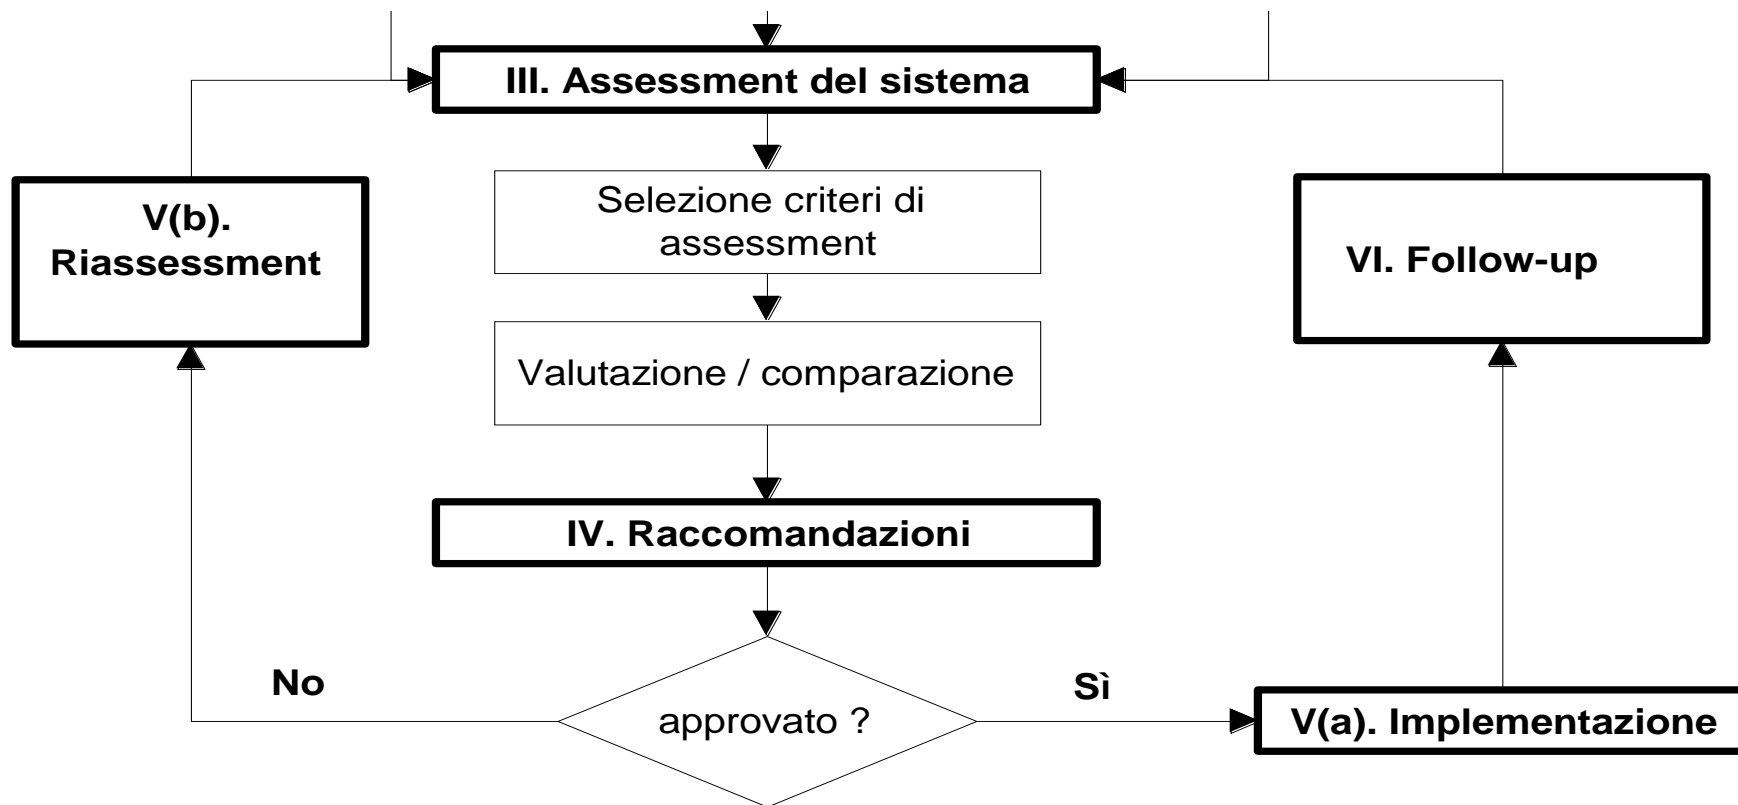 III. Assessment del sistema
V(b).
Riassessment
Selezione criteri di
assessment
VI. Follow-up
Valutazione / comparazione
IV. Raccomandazioni
No
Sì
approvato ?
V(a). Implementazione